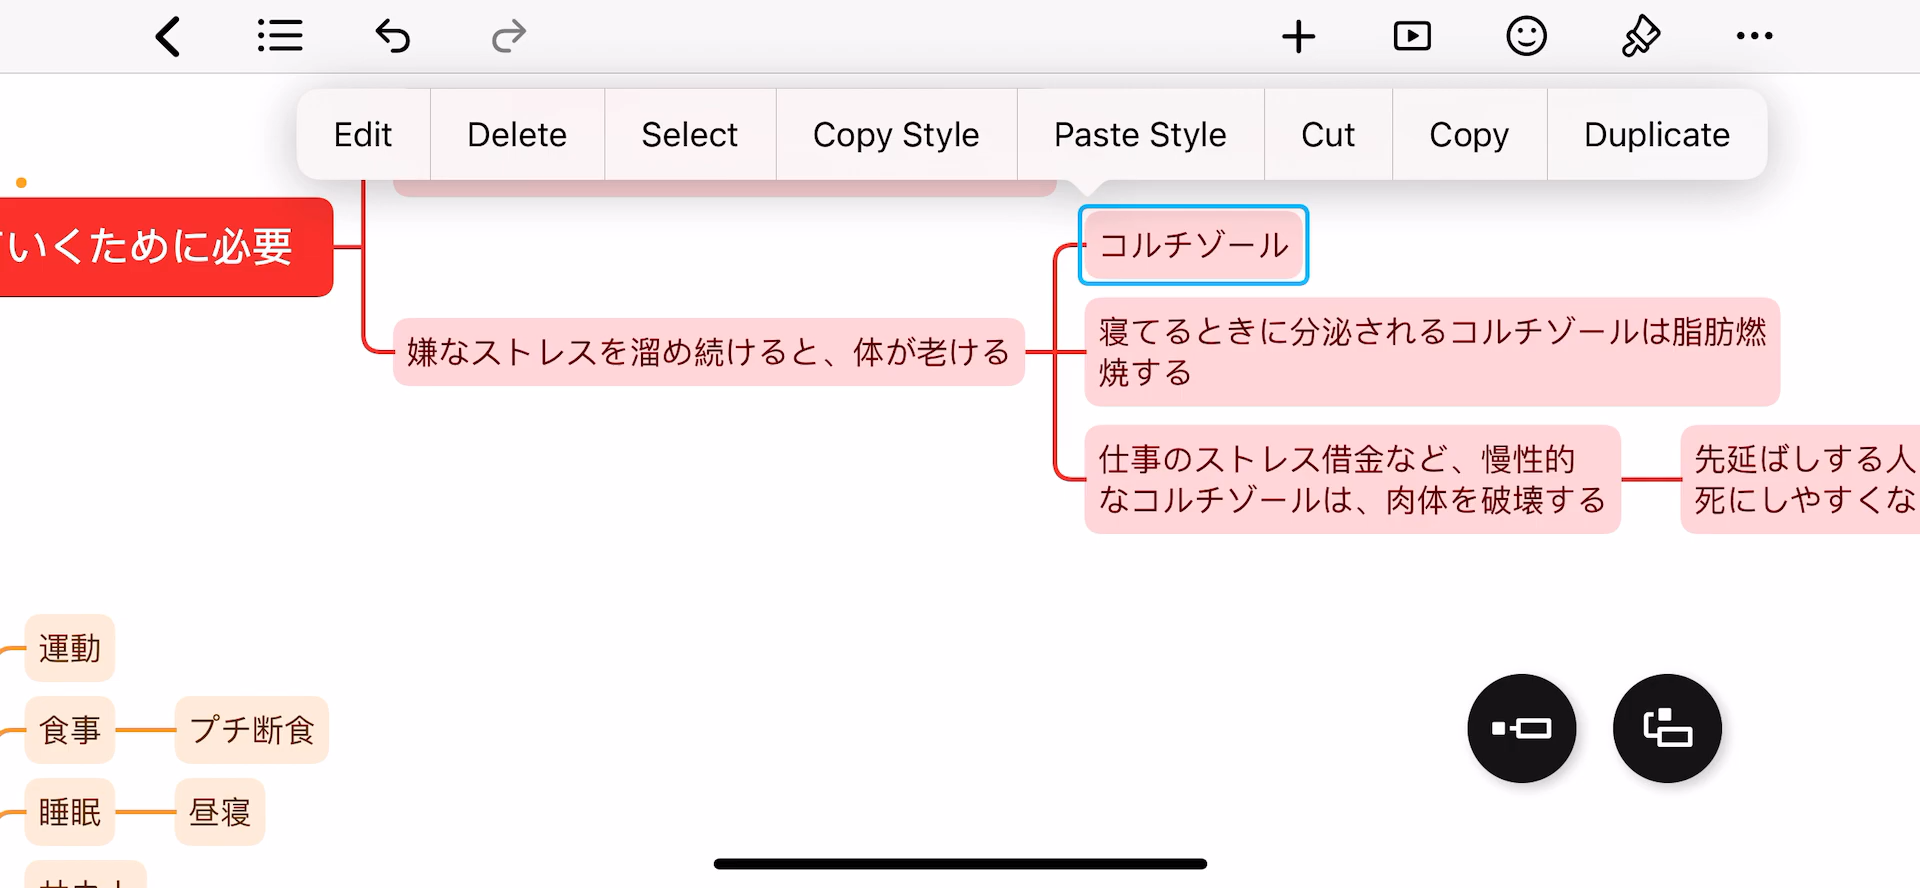 Edit
Delete
Select
Copy Style
Paste Style
Cut
Copy
Duplicate
いくために必要
嫌なストレスを溜め続けると、体が老ける
コルチゾール
寝てるときに分泌されるコルチゾールは脂肪燃
焼する
仕事のストレス借金など、慢性的
なコルチゾールは、肉体を破壊する
先延ばしする人
死にしやすくな
運動
食事
プチ断食
睡眠
昼寝